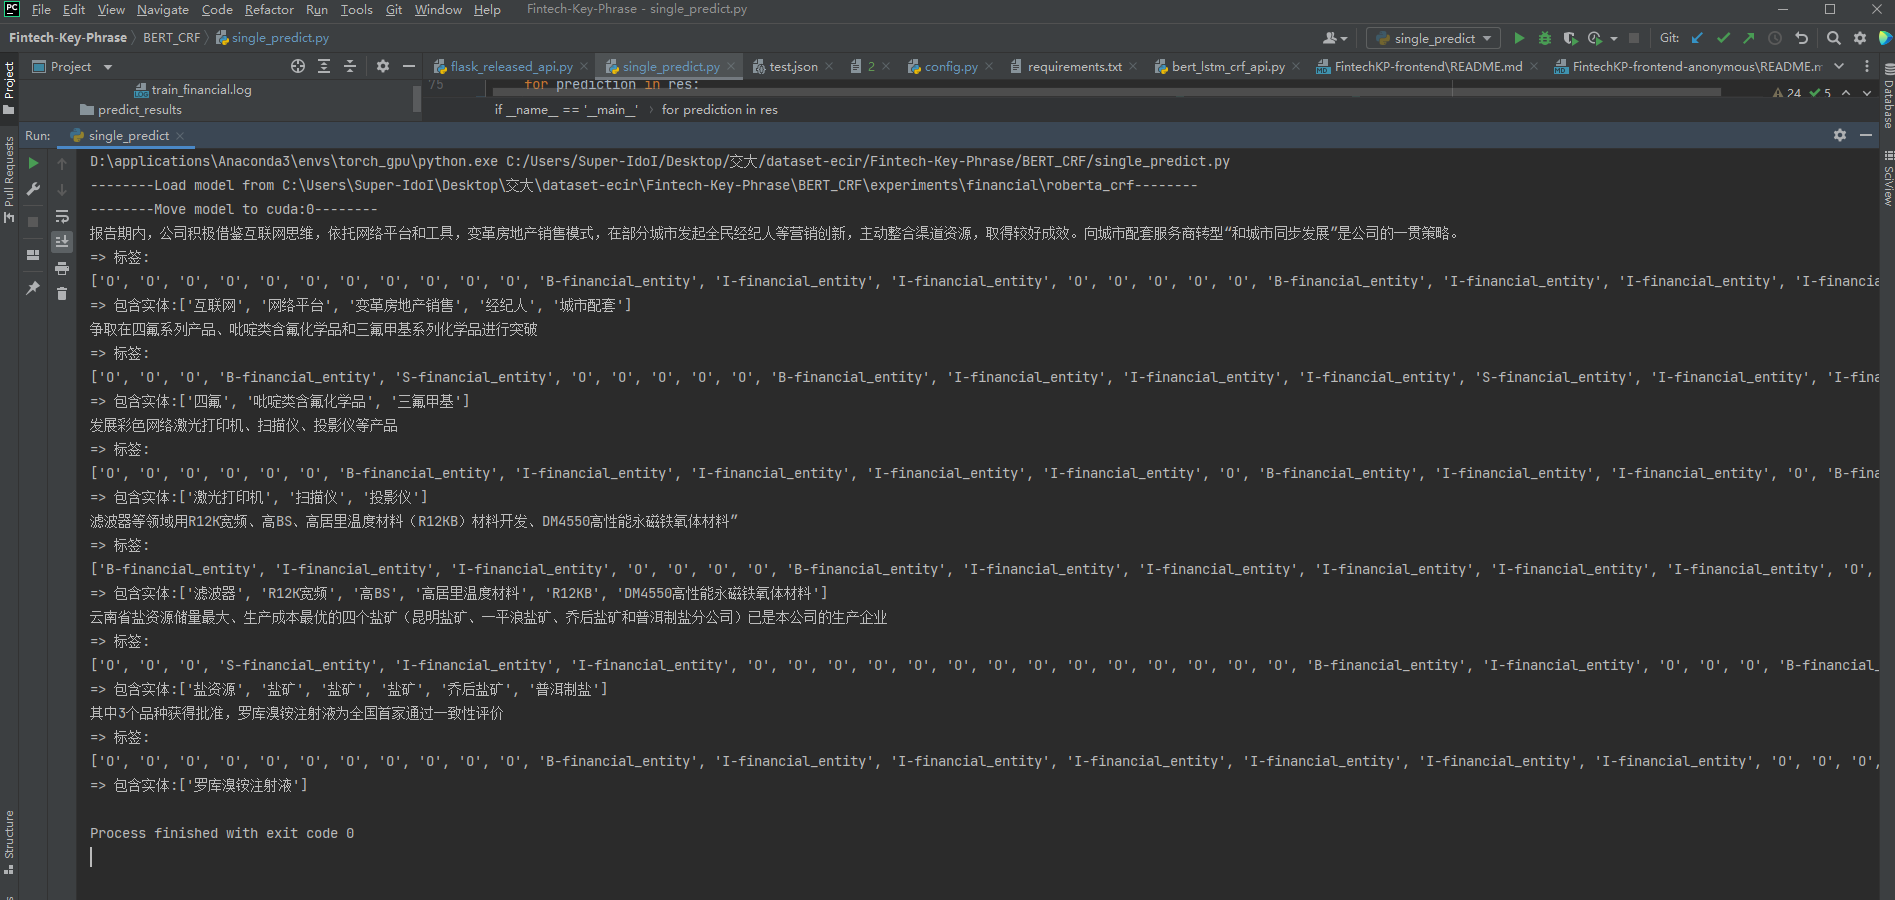 File Edit View Navigate Code Refactor Run Tools Git Window Help Fintech-Key-Phrase - single_predict.py
Fintech-Key-Phrase BERT_CRF single_predict.py single_predict Git:
Project flask_released_api.py single_predict.py test.json 2 config.py requirements.txt bert_lstm_crf_api.py FintechKP-frontend\README.md FintechKP-frontend-anonymous\README.m
train_financial.log 75 for prediction in res: 24 5
predict_results if __name__ == '__main__' for prediction in res
Run: single_predict
D:\applications\Anaconda3\envs\torch_gpu\python.exe C:/Users/Super-IdoI/Desktop/交大/dataset-ecir/Fintech-Key-Phrase/BERT_CRF/single_predict.py
--------Load model from C:\Users\Super-IdoI\Desktop\交大\dataset-ecir\Fintech-Key-Phrase\BERT_CRF\experiments\financial\roberta_crf--------
--------Move model to cuda:0--------
报告期内，公司积极借鉴互联网思维，依托网络平台和工具，变革房地产销售模式，在部分城市发起全民经纪人等营销创新，主动整合渠道资源，取得较好成效。向城市配套服务商转型“和城市同步发展”是公司的一贯策略。
=> 标签:
['O', 'O', 'O', 'O', 'O', 'O', 'O', 'O', 'O', 'O', 'O', 'B-financial_entity', 'I-financial_entity', 'I-financial_entity', 'O', 'O', 'O', 'O', 'O', 'B-financial_entity', 'I-financial_entity', 'I-financial_entity', 'I-financia
=> 包含实体:['互联网', '网络平台', '变革房地产销售', '经纪人', '城市配套']
争取在四氟系列产品、吡啶类含氟化学品和三氟甲基系列化学品进行突破
=> 标签:
['O', 'O', 'O', 'B-financial_entity', 'S-financial_entity', 'O', 'O', 'O', 'O', 'O', 'B-financial_entity', 'I-financial_entity', 'I-financial_entity', 'I-financial_entity', 'S-financial_entity', 'I-financial_entity', 'I-fina
=> 包含实体:['四氟', '吡啶类含氟化学品', '三氟甲基']
发展彩色网络激光打印机、扫描仪、投影仪等产品
=> 标签:
['O', 'O', 'O', 'O', 'O', 'O', 'B-financial_entity', 'I-financial_entity', 'I-financial_entity', 'I-financial_entity', 'I-financial_entity', 'O', 'B-financial_entity', 'I-financial_entity', 'I-financial_entity', 'O', 'B-fin
=> 包含实体:['激光打印机', '扫描仪', '投影仪']
滤波器等领域用R12K宽频、高BS、高居里温度材料（R12KB）材料开发、DM4550高性能永磁铁氧体材料”
=> 标签:
['B-financial_entity', 'I-financial_entity', 'I-financial_entity', 'O', 'O', 'O', 'O', 'B-financial_entity', 'I-financial_entity', 'I-financial_entity', 'I-financial_entity', 'I-financial_entity', 'I-financial_entity', 'O',
=> 包含实体:['滤波器', 'R12K宽频', '高BS', '高居里温度材料', 'R12KB', 'DM4550高性能永磁铁氧体材料']
云南省盐资源储量最大、生产成本最优的四个盐矿（昆明盐矿、一平浪盐矿、乔后盐矿和普洱制盐分公司）已是本公司的生产企业
=> 标签:
['O', 'O', 'O', 'S-financial_entity', 'I-financial_entity', 'I-financial_entity', 'O', 'O', 'O', 'O', 'O', 'O', 'O', 'O', 'O', 'O', 'O', 'O', 'O', 'O', 'B-financial_entity', 'I-financial_entity', 'O', 'O', 'O', 'B-financial_
=> 包含实体:['盐资源', '盐矿', '盐矿', '盐矿', '乔后盐矿', '普洱制盐']
其中3个品种获得批准，罗库溴铵注射液为全国首家通过一致性评价
=> 标签:
['O', 'O', 'O', 'O', 'O', 'O', 'O', 'O', 'O', 'O', 'O', 'B-financial_entity', 'I-financial_entity', 'I-financial_entity', 'I-financial_entity', 'I-financial_entity', 'I-financial_entity', 'I-financial_entity', 'O', 'O', 'O',
=> 包含实体:['罗库溴铵注射液']
Process finished with exit code 0
Project
Pull Requests
Structure
Database
SciView